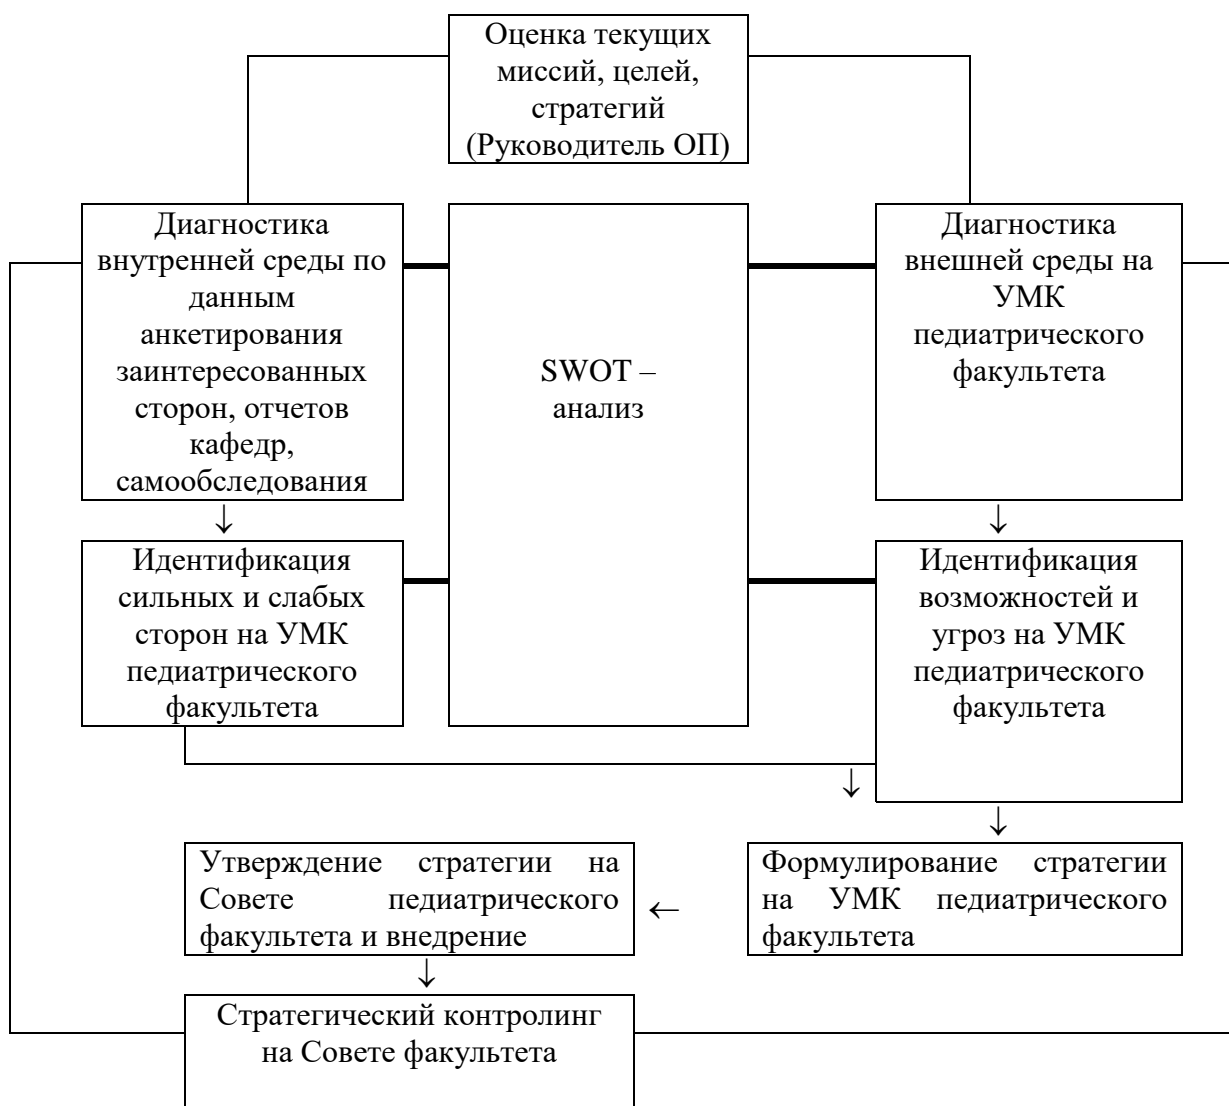 Оценка текущих
миссий, целей,
стратегий
(Руководитель ОП)
Диагностика
внутренней среды по
данным
анкетирования
заинтересованных
сторон, отчетов
кафедр,
самообследования
SWOT –
анализ
Диагностика
внешней среды на
УМК
педиатрического
факультета
↓
↓
Идентификация
сильных и слабых
сторон на УМК
педиатрического
факультета
Идентификация
возможностей и
угроз на УМК
педиатрического
факультета
↓
↓
Утверждение стратегии на
Совете педиатрического
факультета и внедрение
←
Формулирование стратегии
на УМК педиатрического
факультета
↓
Стратегический контролинг
на Совете факультета